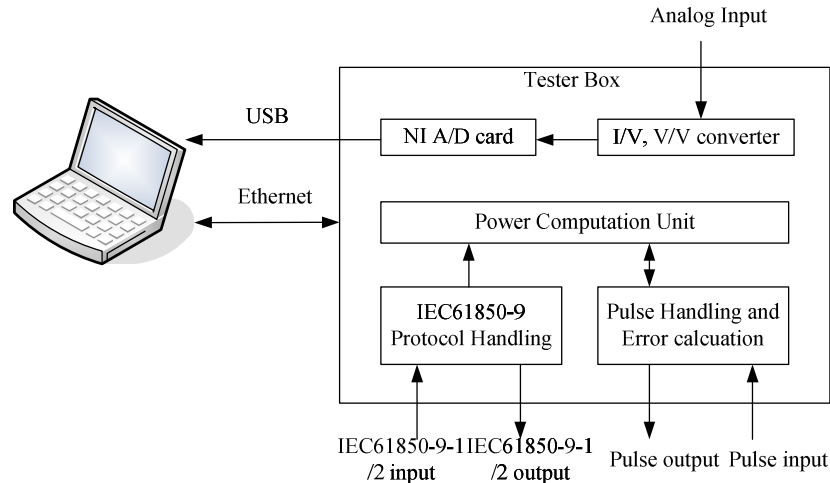 Analog Input
Tester Box
USB
NI A/D card
I/V, V/V converter
Ethernet
Power Computation Unit
IEC61850-9
Protocol Handling
Pulse Handling and
Error calcuation
IEC61850-9-1
/2 input
IEC61850-9-1
/2 output
Pulse output
Pulse input